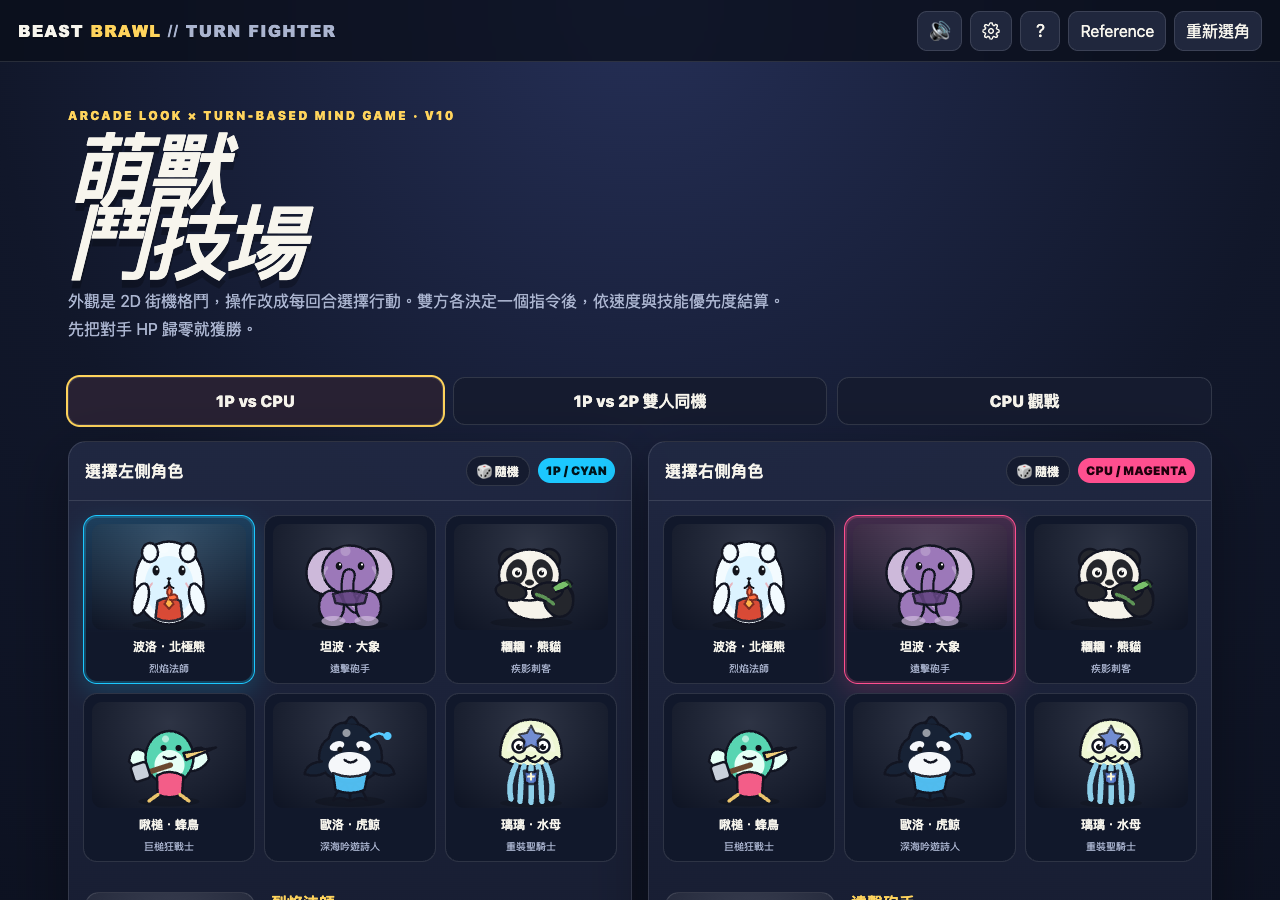 BEAST BRAWL // TURN FIGHTER
?
Reference
重新選角
ARCADE LOOK × TURN-BASED MIND GAME · V10
萌獸
鬥技場
外觀是 2D 街機格鬥，操作改成每回合選擇行動。雙方各決定一個指令後，依速度與技能優先度結算。
先把對手 HP 歸零就獲勝。
1P vs CPU
1P vs 2P 雙人同機
CPU 觀戰
選擇左側角色
隨機
1P / CYAN
選擇右側角色
隨機
CPU / MAGENTA
波洛 · 北極熊
烈焰法師
坦波 · 大象
遠擊砲手
糰糰 · 熊貓
疾影刺客
波洛 · 北極熊
烈焰法師
坦波 · 大象
遠擊砲手
糰糰 · 熊貓
疾影刺客
啾槌 · 蜂鳥
巨槌狂戰士
歐洛 · 虎鯨
深海吟遊詩人
璃璃 · 水母
重裝聖騎士
啾槌 · 蜂鳥
巨槌狂戰士
歐洛 · 虎鯨
深海吟遊詩人
璃璃 · 水母
重裝聖騎士
烈焰法師
遠擊砲手